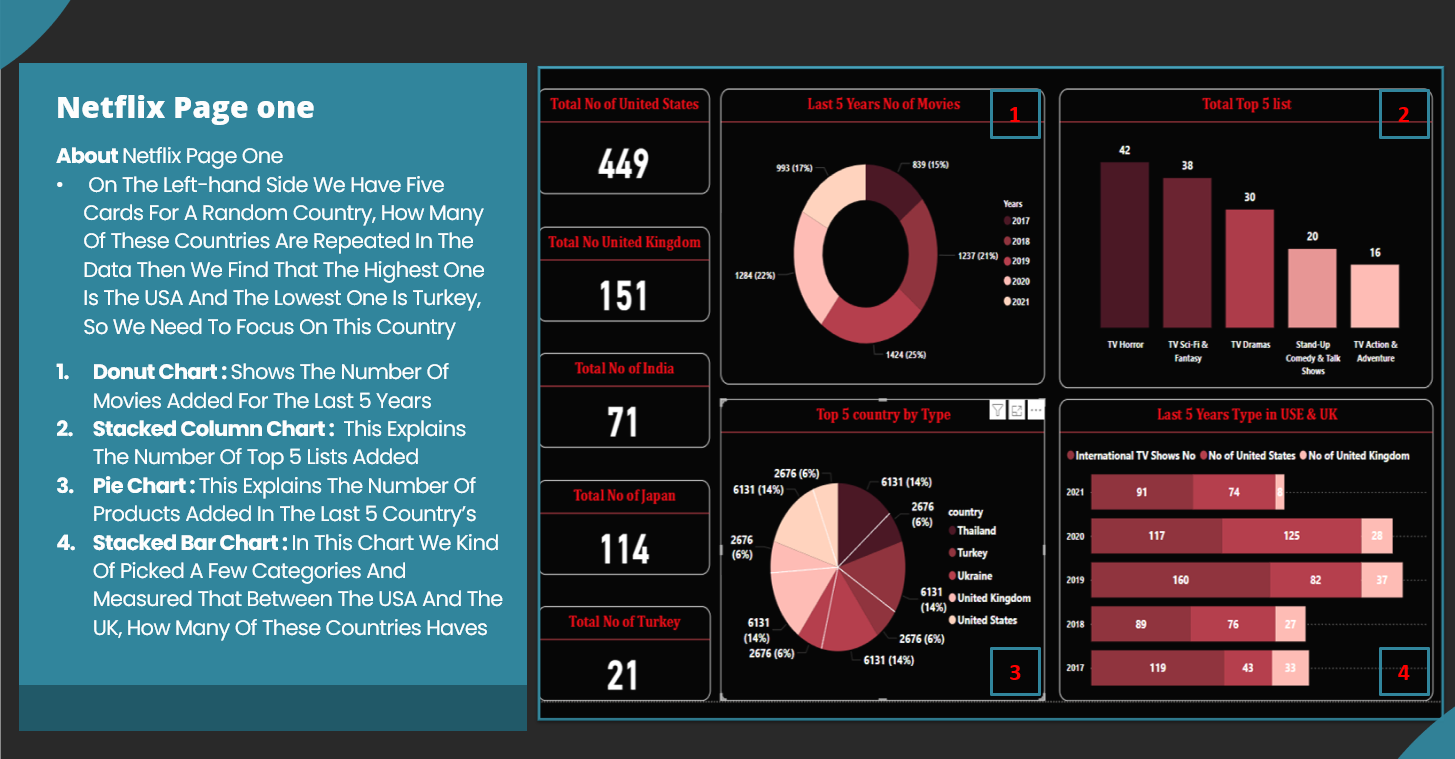 Netflix Page one
About Netflix Page One
• On The Left-hand Side We Have Five
Cards For A Random Country, How Many
Of These Countries Are Repeated In The
Data Then We Find That The Highest One
Is The USA And The Lowest One Is Turkey,
So We Need To Focus On This Country
1. Donut Chart : Shows The Number Of
Movies Added For The Last 5 Years
2. Stacked Column Chart : This Explains
The Number Of Top 5 Lists Added
3. Pie Chart : This Explains The Number Of
Products Added In The Last 5 Country's
4. Stacked Bar Chart : In This Chart We Kind
Of Picked A Few Categories And
Measured That Between The USA And The
UK, How Many Of These Countries Haves
Total No of United States
449
Total No United Kingdom
151
Total No of India
71
Total No of Japan
114
Total No of Turkey
21
Last 5 Years No of Movies
1
993 (17%)
839 (15%)
1237 (21%)
1284 (22%)
1424 (25%)
Years
2017
2018
2019
2020
2021
Total Top 5 list
2
42
38
30
20
16
TV Horror
TV Sci-Fi &
Fantasy
TV Dramas
Stand-Up
Comedy & Talk
Shows
TV Action &
Adventure
Top 5 country by Type
2676 (6%)
6131 (14%)
6131 (14%)
2676
(6%)
2676
(6%)
6131
(14%)
6131
(14%)
2676 (6%)
2676 (6%)
6131 (14%)
country
Thailand
Turkey
Ukraine
United Kingdom
United States
3
Last 5 Years Type in USE & UK
International TV Shows No No of United States No of United Kingdom
2021 91 74 8
2020 117 125 28
2019 160 82 37
2018 89 76 27
2017 119 43 33
4